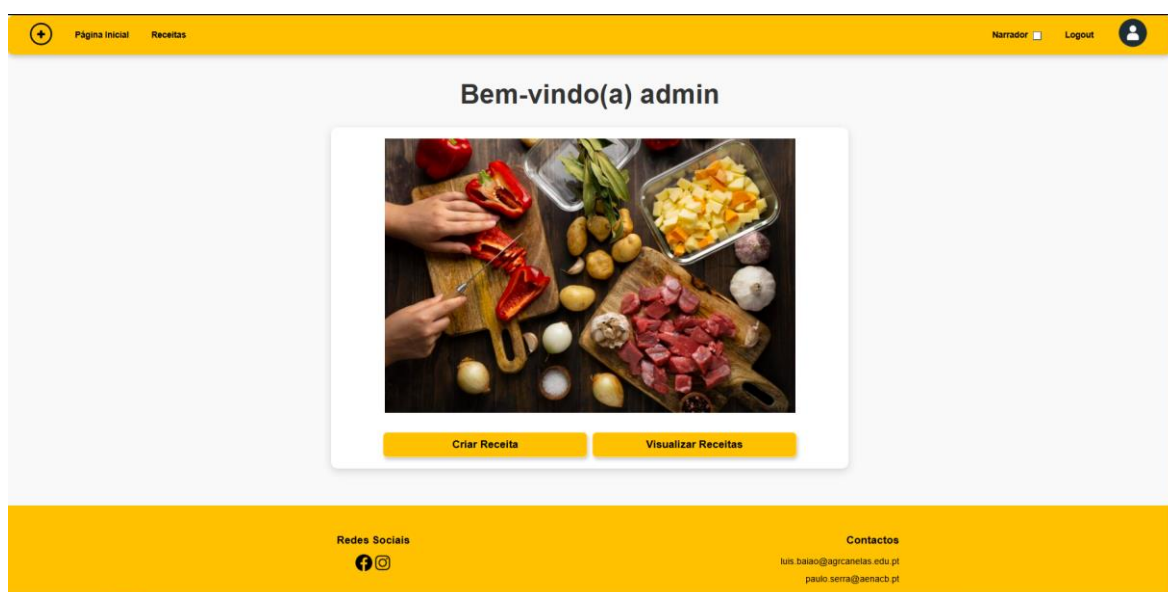 Página Inicial Receitas Narrador Logout
Bem-vindo(a) admin
Criar Receita Visualizar Receitas
Redes Sociais Contactos
luis.baiao@agrcanelas.edu.pt
paulo.serra@aenacb.pt